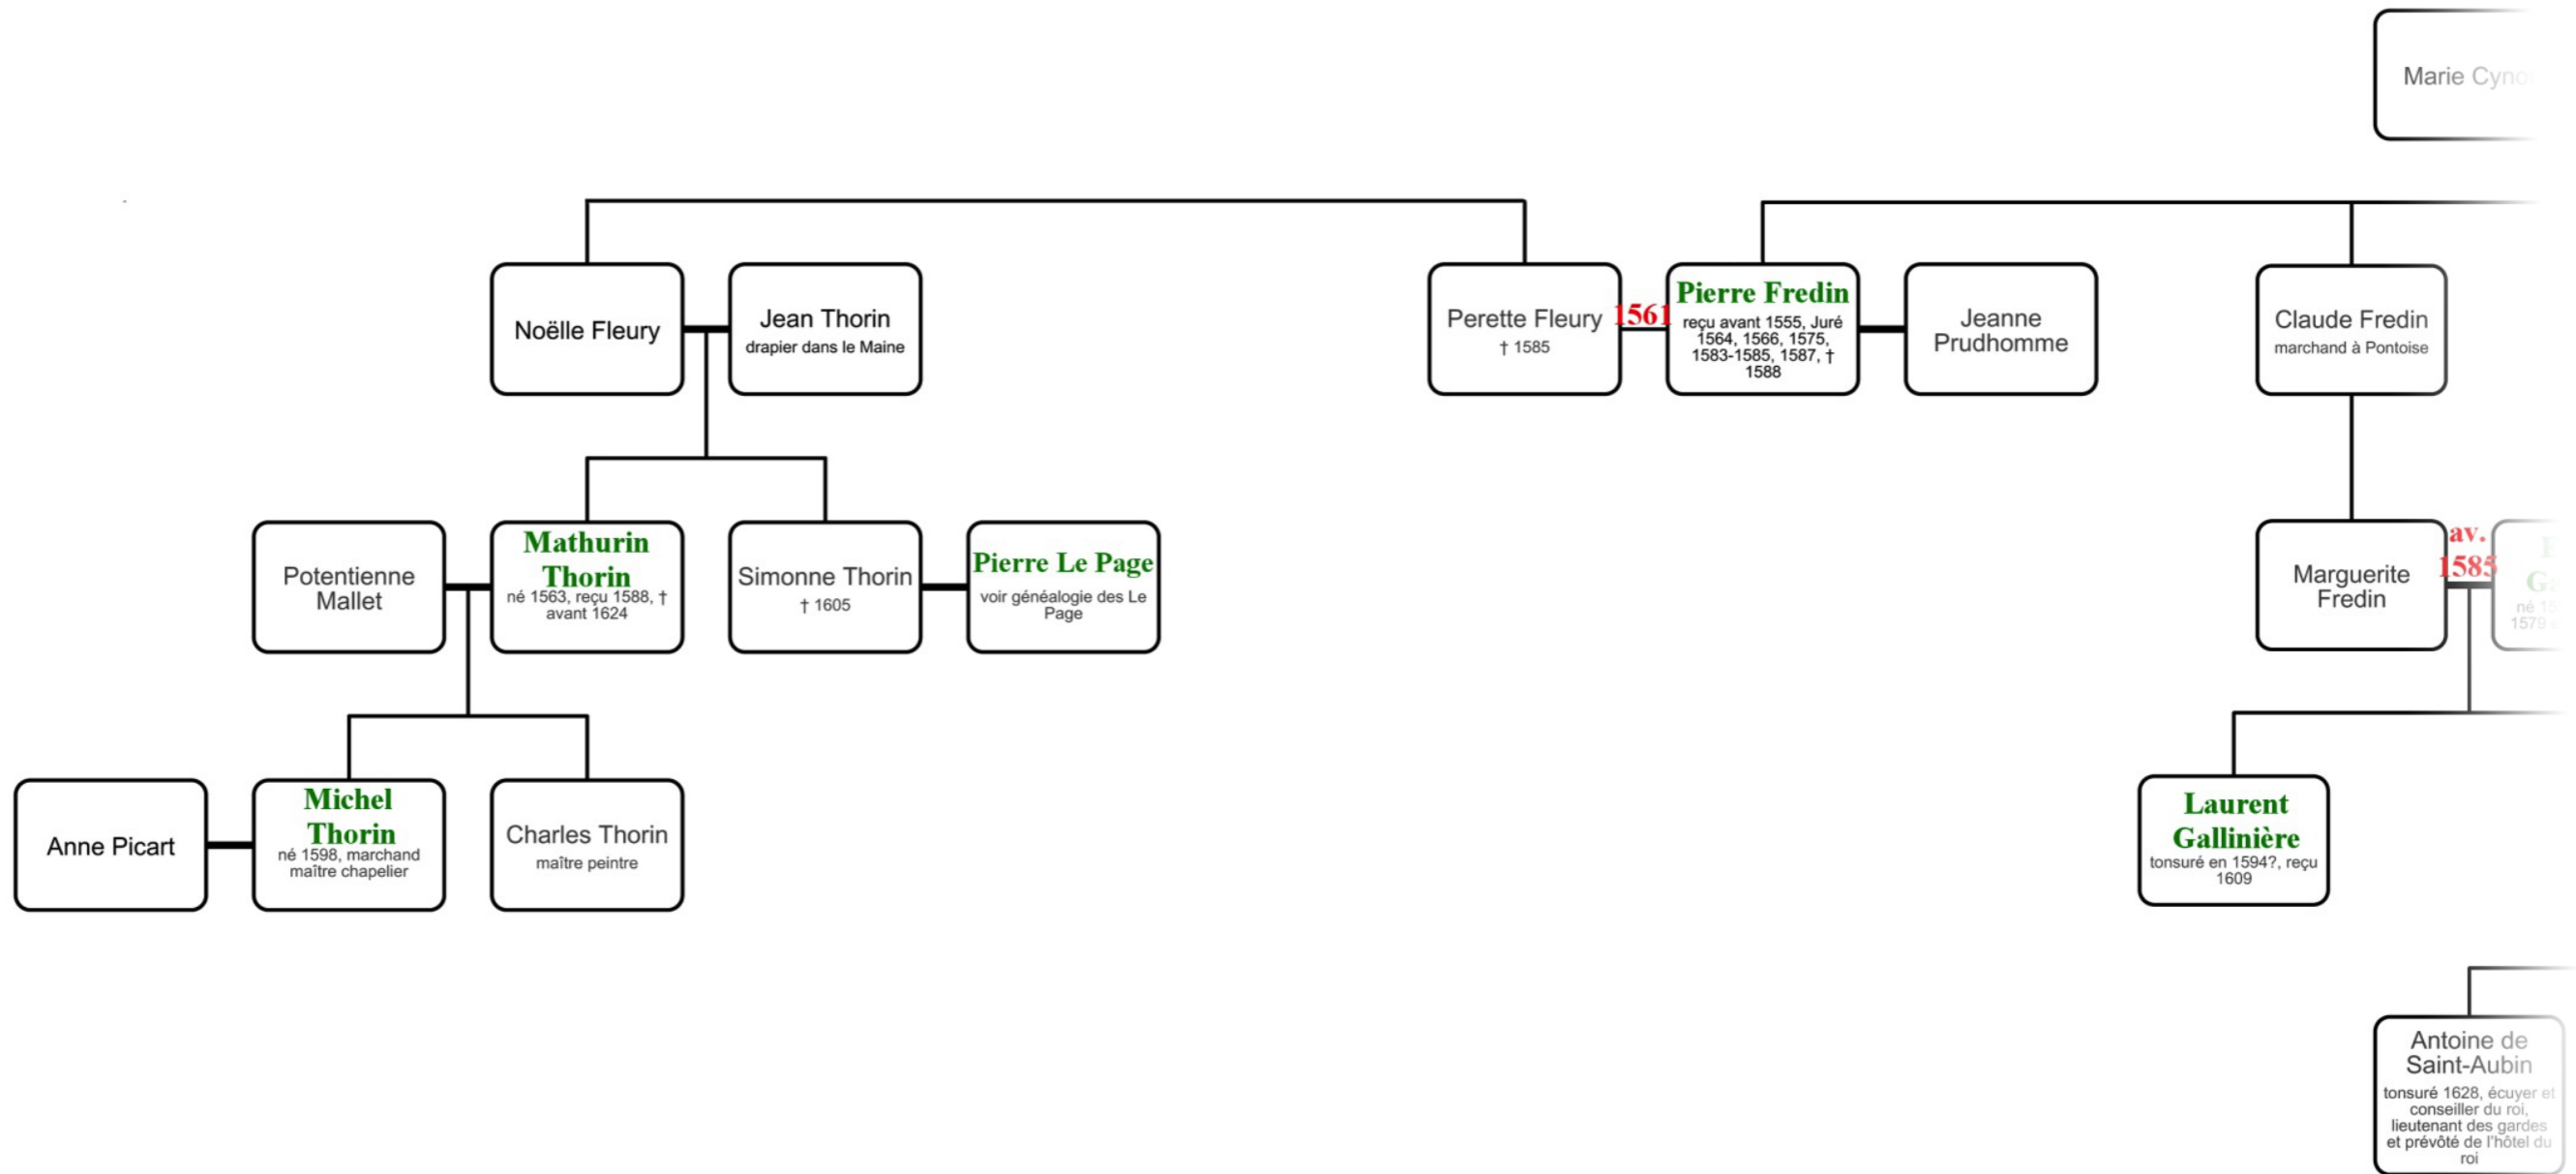 Marie Cyno
Noëlle Fleury
Jean Thorin
drapier dans le Maine
Perette Fleury
† 1585
1561
Pierre Fredin
reçu avant 1555, Juré
1564, 1566, 1575,
1583-1585, 1587, †
1588
Jeanne
Prudhomme
Claude Fredin
marchand à Pontoise
Potentienne
Mallet
Mathurin
Thorin
né 1563, reçu 1588, †
avant 1624
Simonne Thorin
† 1605
Pierre Le Page
voir généalogie des Le
Page
Marguerite
Fredin
av.
1585
né
1579
Anne Picart
Michel
Thorin
né 1598, marchand
maître chapelier
Charles Thorin
maître peintre
Laurent
Gallinière
tonsuré en 1594?, reçu
1609
Antoine de
Saint-Aubin
tonsuré 1628, écuyer et
conseiller du roi,
lieutenant des gardes
et prévôté de l'hôtel du
roi